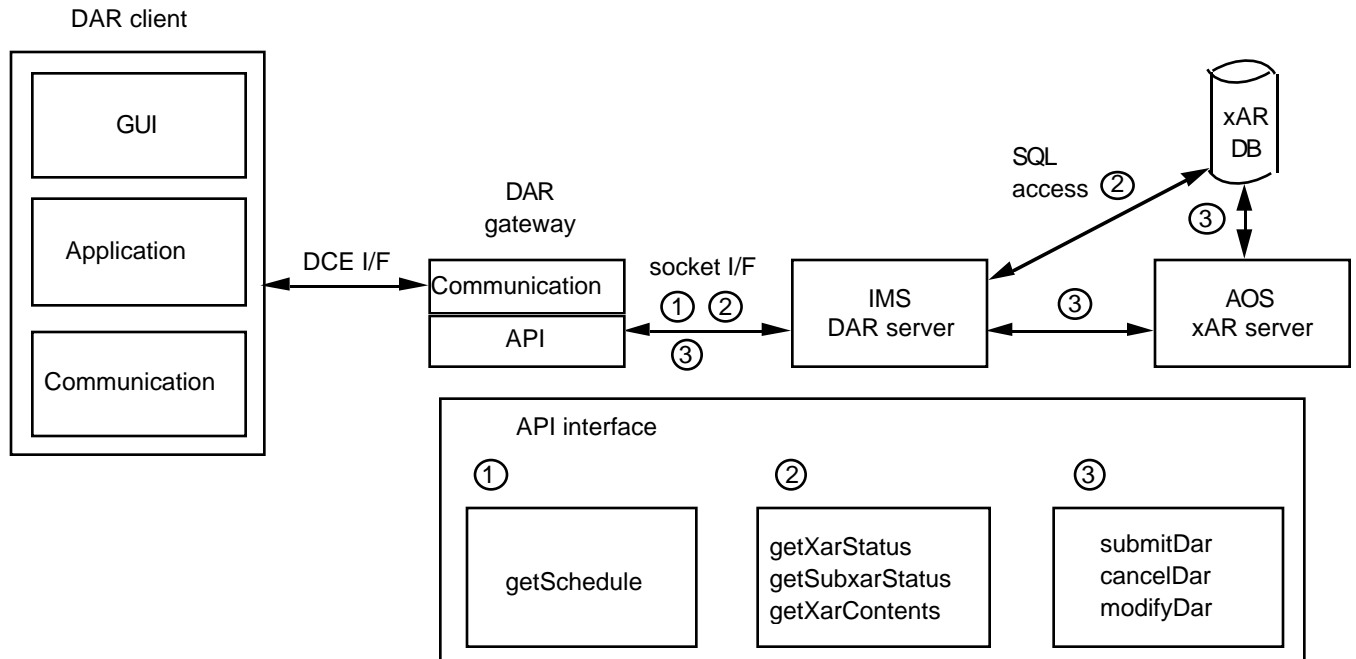 DAR client
GUI
Application
Communication
DCE I/F
DAR
gateway
Communication
API
socket I/F
① ②
③
IMS
DAR server
SQL
access ②
xAR
DB
③
③
AOS
xAR server
API interface
①
getSchedule
②
getXarStatus
getSubxarStatus
getXarContents
③
submitDar
cancelDar
modifyDar